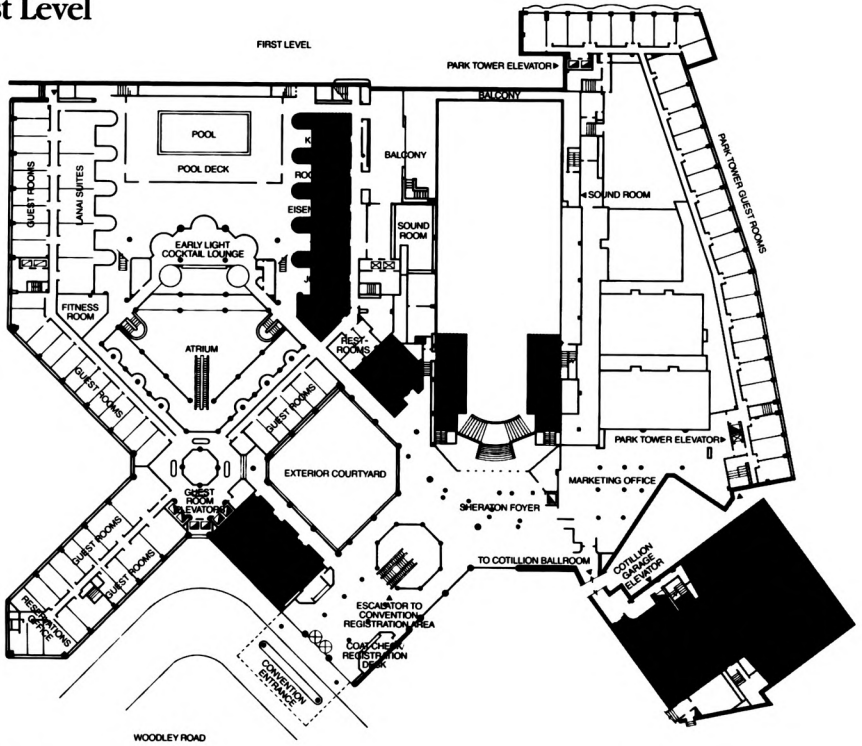 st Level
FIRST LEVEL
PARK TOWER ELEVATOR
BALCONY
POOL
POOL DECK
BALCONY
GUEST ROOMS
LANAI SUITES
PARK TOWER GUEST ROOMS
SOUND ROOM
SOUND
ROOM
EARLY LIGHT
COCKTAIL LOUNGE
FITNESS
ROOM
ATRIUM
REST-
ROOMS
GUEST ROOMS
GUEST ROOMS
PARK TOWER ELEVATOR
EXTERIOR COURTYARD
MARKETING OFFICE
GUEST
ROOM
ELEVATORS
SHERATON FOYER
GUEST ROOMS
GUEST ROOMS
TO COTILLION BALLROOM
COTILLION
GARAGE
ELEVATOR
RESERVATIONS
OFFICE
ESCALATOR TO
CONVENTION
REGISTRATION AREA
COAT CHECK/
REGISTRATION
DESK
CONVENTION
ENTRANCE
WOODLEY ROAD